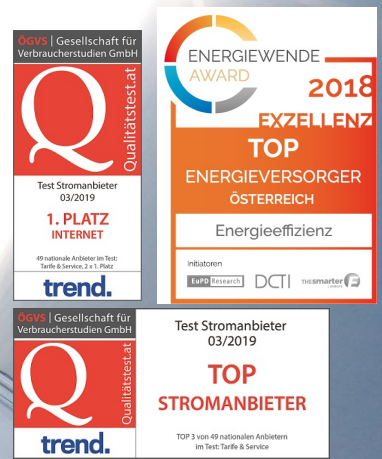 ÖGVS | Gesellschaft für
Verbraucherstudien GmbH
Q
Qualitätstest.at
Test Stromanbieter
03/2019
1. PLATZ
INTERNET
49 nationale Anbieter im Test:
Tarife & Service, 2 x 1. Platz
trend.
ENERGIEWENDE
AWARD
2018
EXZELLENZ
TOP
ENERGIEVERSORGER
ÖSTERREICH
Energieeffizienz
Initiatoren
EuPD Research
DCTI
THE smarter E
ÖGVS | Gesellschaft für
Verbraucherstudien GmbH
Q
Qualitätstest.at
trend.
Test Stromanbieter
03/2019
TOP
STROMANBIETER
TOP 3 von 49 nationalen Anbietern
im Test: Tarife & Service